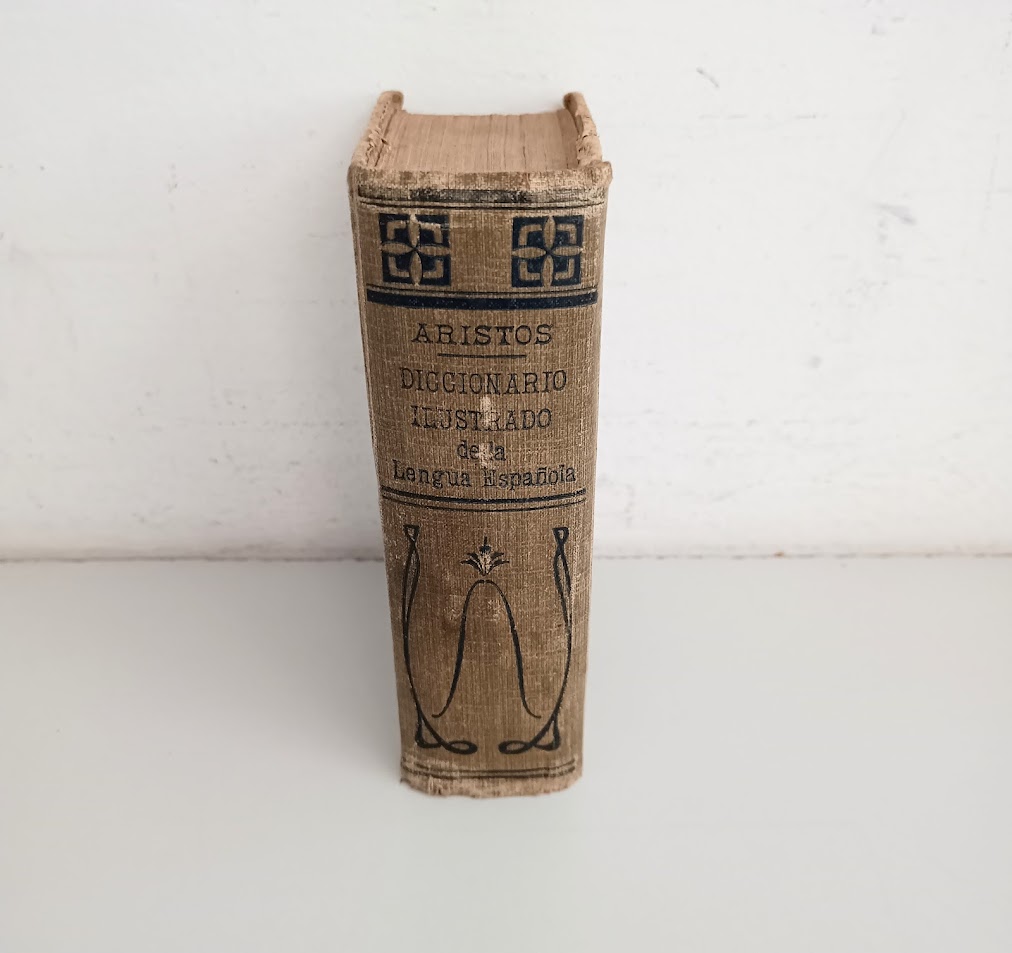 ARISTOS
DICCIONARIO
ILUSTRADO
de la
Lengua Española